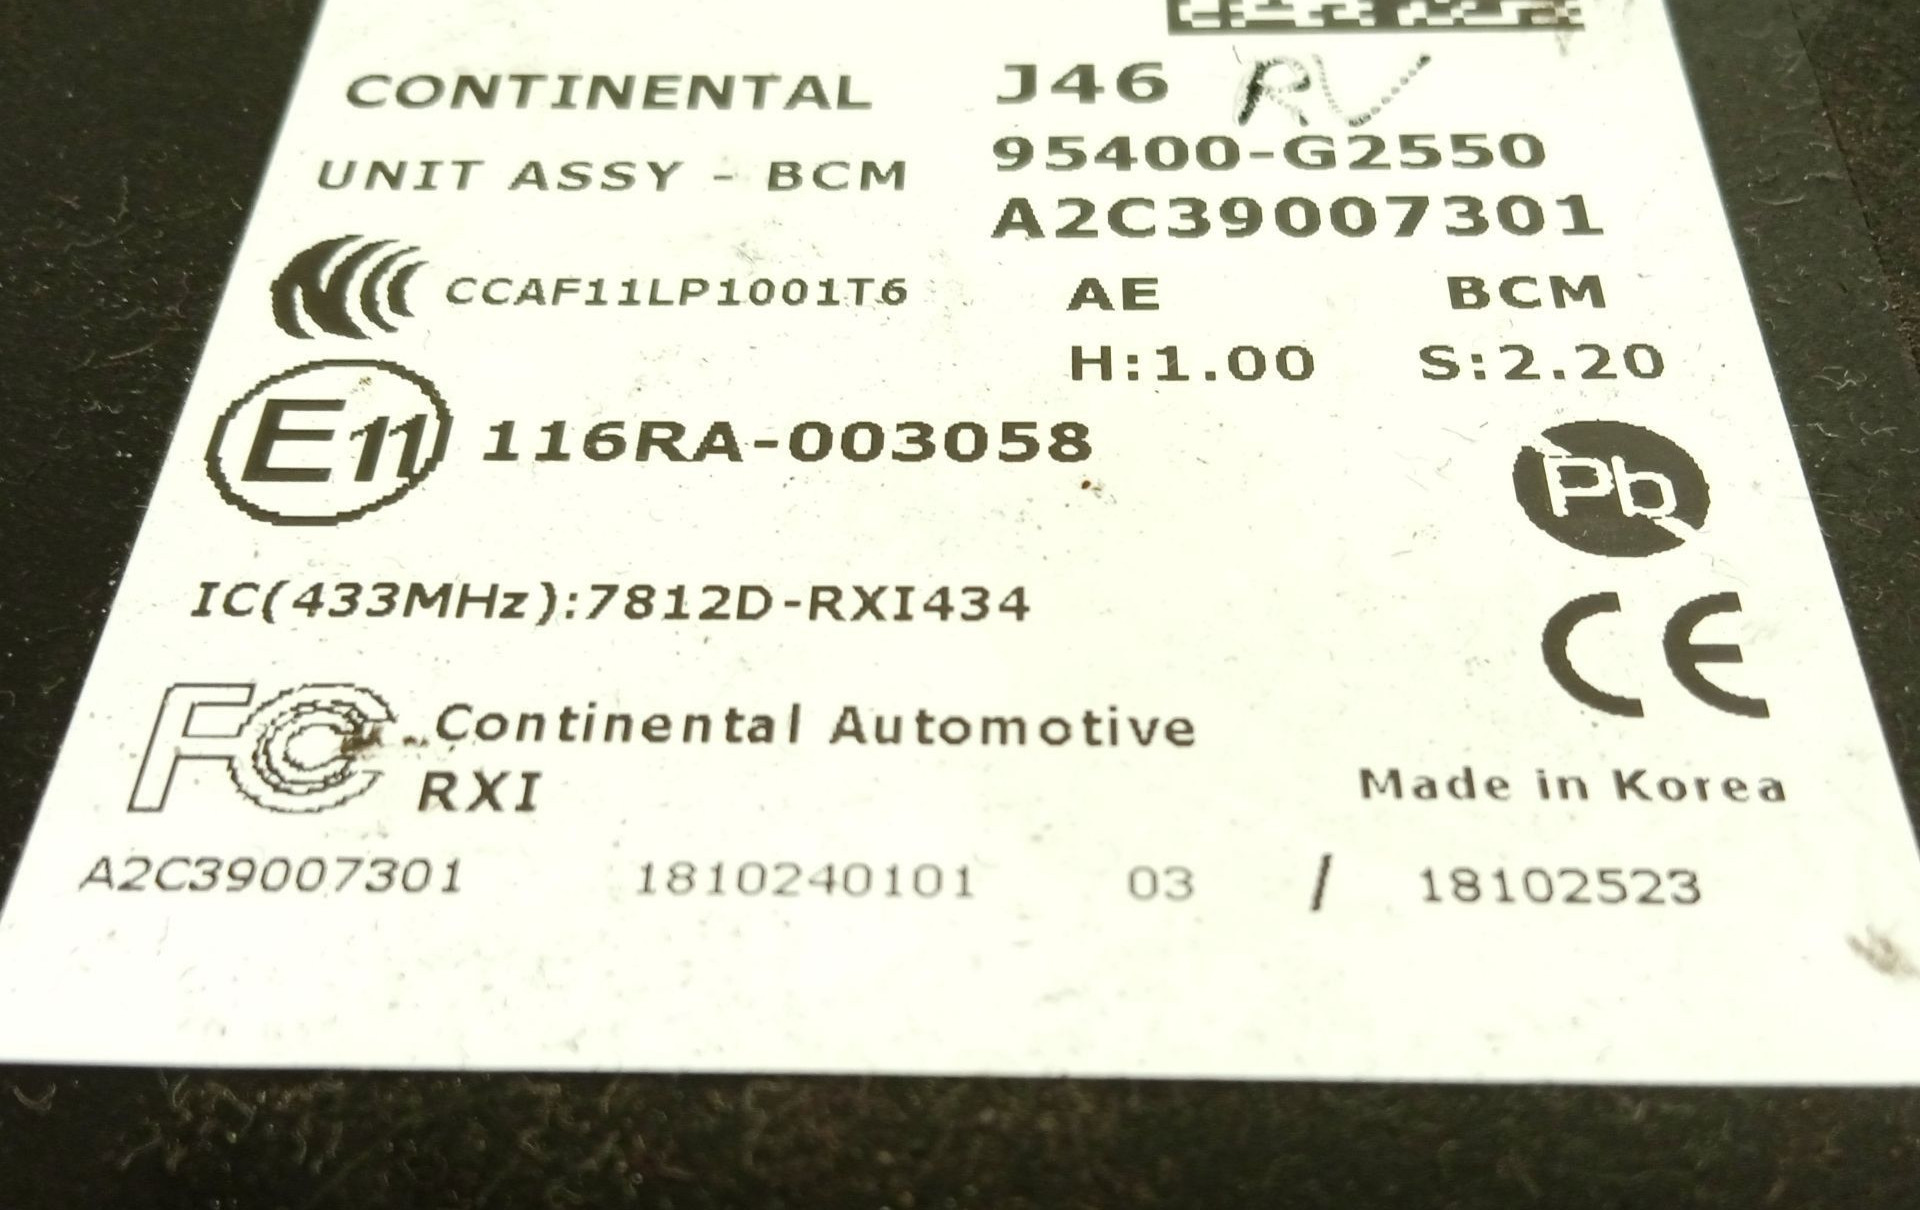 CONTINENTAL
J46 RV
UNIT ASSY - BCM
95400-G2550
A2C39007301
CCAF11LP1001T6
AE BCM
H:1.00 S:2.20
E11 116RA-003058
Pb
IC(433MHz):7812D-RXI434
CE
FC Continental Automotive
RXI
Made in Korea
A2C39007301 1810240101 03 / 18102523